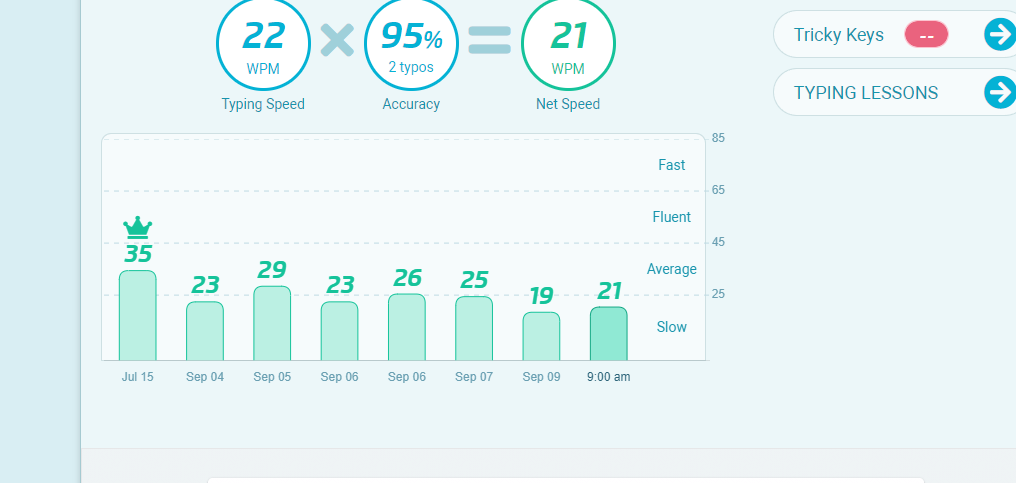 22 95% 21
WPM 2 typos WPM
Typing Speed Accuracy Net Speed
Tricky Keys --
TYPING LESSONS
85
Fast
65
Fluent
45
Average
25
Slow
35 23 29 23 26 25 19 21
Jul 15 Sep 04 Sep 05 Sep 06 Sep 06 Sep 07 Sep 09 9:00 am